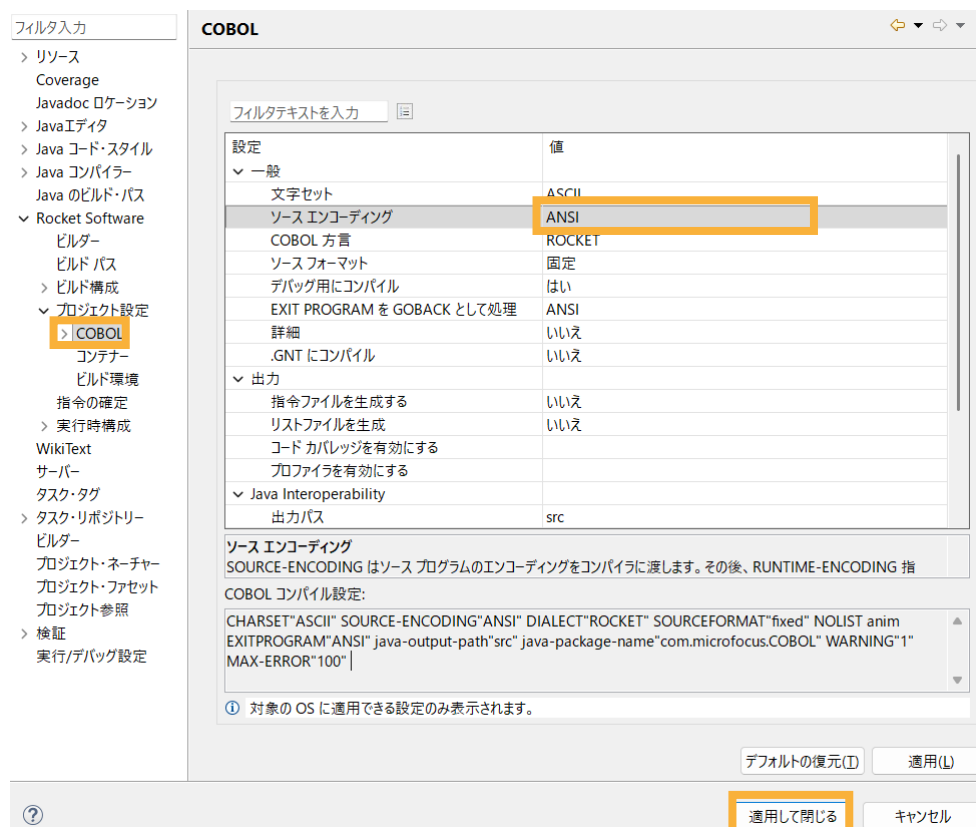 フィルタ入力
リソース
Coverage
Javadoc ロケーション
Javaエディタ
Java コード・スタイル
Java コンパイラー
Java のビルド・パス
Rocket Software
ビルダー
ビルド パス
ビルド構成
プロジェクト設定
COBOL
コンテナー
ビルド環境
指令の確定
実行時構成
WikiText
サーバー
タスク・タグ
タスク・リポジトリー
ビルダー
プロジェクト・ネーチャー
プロジェクト・ファセット
プロジェクト参照
検証
実行/デバッグ設定
COBOL
フィルタテキストを入力
設定 値
一般
文字セット ASCII
ソース エンコーディング ANSI
COBOL 方言 ROCKET
ソース フォーマット 固定
デバッグ用にコンパイル はい
EXIT PROGRAM を GOBACK として処理 ANSI
詳細 いいえ
.GNT にコンパイル いいえ
出力
指令ファイルを生成する いいえ
リストファイルを生成 いいえ
コード カバレッジを有効にする
プロファイラを有効にする
Java Interoperability
出力パス src
ソース エンコーディング
SOURCE-ENCODING はソース プログラムのエンコーディングをコンパイラに渡します。その後、RUNTIME-ENCODING 指
COBOL コンパイル設定:
CHARSET"ASCII" SOURCE-ENCODING"ANSI" DIALECT"ROCKET" SOURCEFORMAT"fixed" NOLIST anim
EXITPROGRAM"ANSI" java-output-path"src" java-package-name"com.microfocus.COBOL" WARNING"1"
MAX-ERROR"100"
対象の OS に適用できる設定のみ表示されます。
デフォルトの復元(T) 適用(L)
適用して閉じる キャンセル